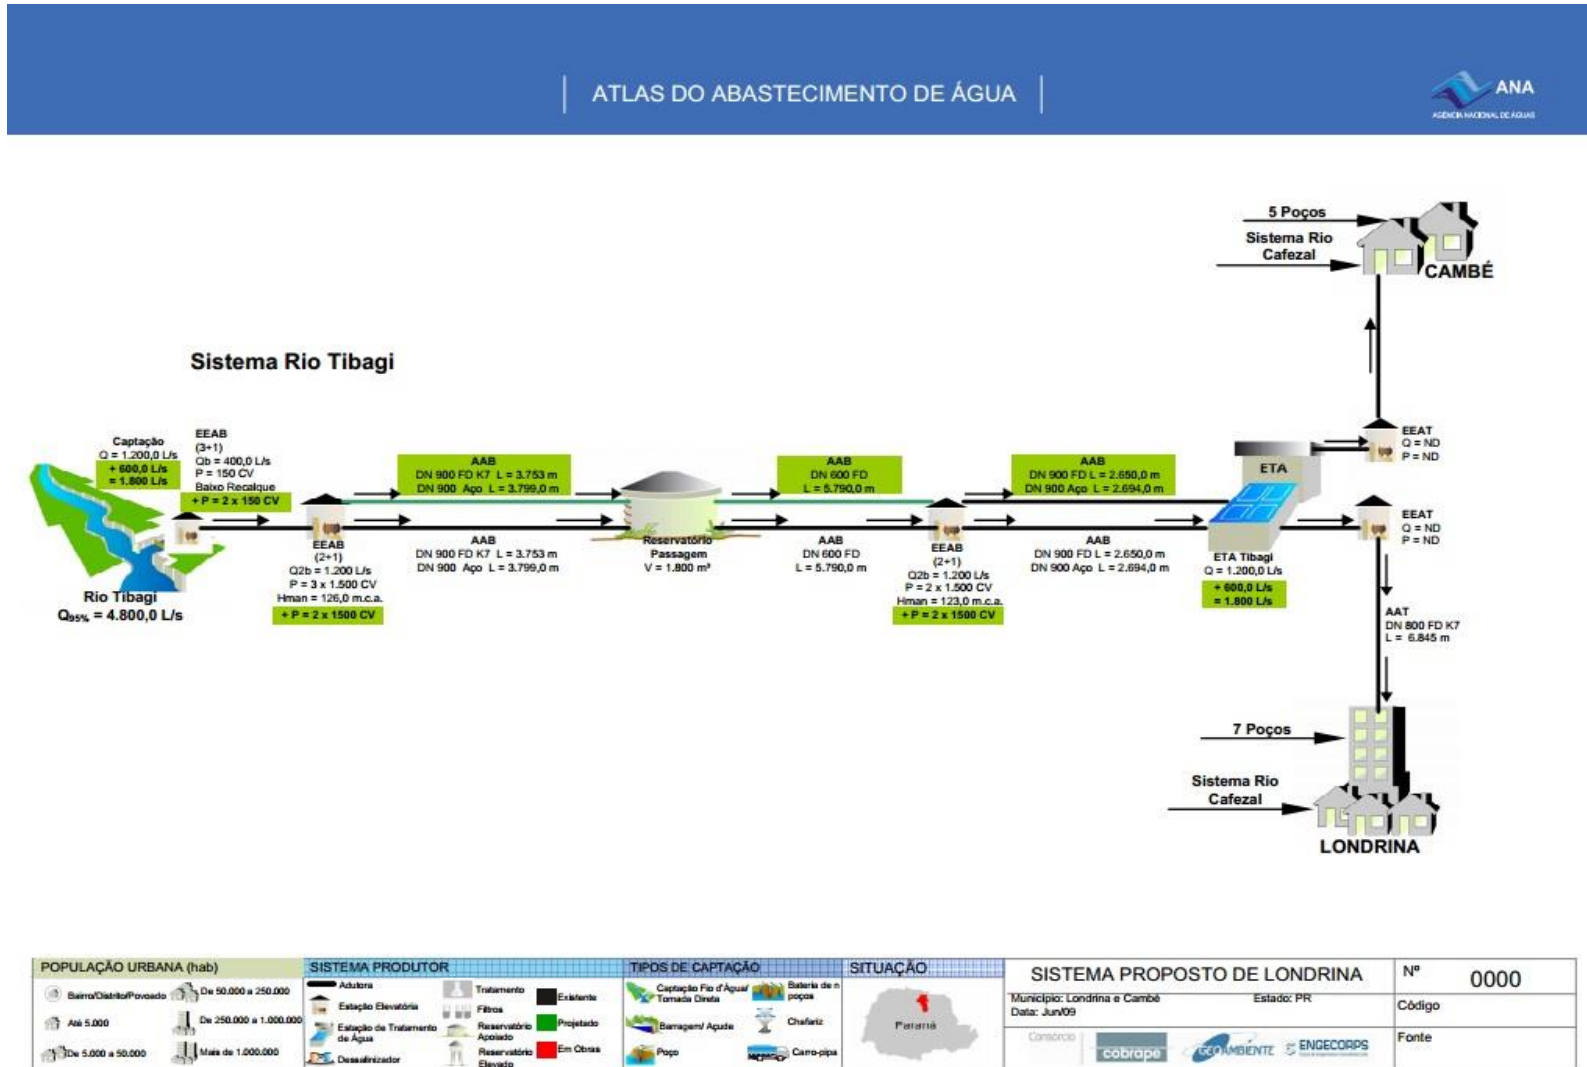 ATLAS DO ABASTECIMENTO DE ÁGUA
ANA
AGÊNCIA NACIONAL DE ÁGUAS
5 Poços
Sistema Rio
Cafezal
CAMBÉ
Sistema Rio Tibagi
Captação
Q = 1.200,0 L/s
+ 600,0 L/s
= 1.800 L/s
EEAB
(3+1)
Qb = 400,0 L/s
P = 150 CV
Baixo Recalque
+ P = 2 x 150 CV
AAB
DN 900 FD K7 L = 3.753 m
DN 900 Aço L = 3.799,0 m
AAB
DN 600 FD
L = 5.790,0 m
AAB
DN 900 FD L = 2.650,0 m
DN 900 Aço L = 2.694,0 m
ETA
EEAT
Q = ND
P = ND
EEAT
Q = ND
P = ND
Rio Tibagi
Q95% = 4.800,0 L/s
EEAB
(2+1)
Q2b = 1.200 L/s
P = 3 x 1.500 CV
Hman = 126,0 m.c.a.
+ P = 2 x 1500 CV
AAB
DN 900 FD K7 L = 3.753 m
DN 900 Aço L = 3.799,0 m
Reservatório
Passagem
V = 1.800 m³
AAB
DN 600 FD
L = 5.790,0 m
EEAB
(2+1)
Q2b = 1.200 L/s
P = 2 x 1.500 CV
Hman = 123,0 m.c.a.
+ P = 2 x 1500 CV
AAB
DN 900 FD L = 2.650,0 m
DN 900 Aço L = 2.694,0 m
ETA Tibagi
Q = 1.200,0 L/s
+ 600,0 L/s
= 1.800 L/s
AAT
DN 800 FD K7
L = 6.845 m
7 Poços
Sistema Rio
Cafezal
LONDRINA
POPULAÇÃO URBANA (hab)
Bairro/Distrito/Povoado
De 50.000 a 250.000
Até 5.000
De 250.000 a 1.000.000
De 5.000 a 50.000
Mais de 1.000.000
SISTEMA PRODUTOR
Adutora
Estação Elevatória
Estação de Tratamento
de Água
Dessalinizador
Tratamento
Filtros
Reservatório
Apoiado
Reservatório
Elevado
Existente
Projetado
Em Obras
TIPOS DE CAPTAÇÃO
Captação Fio d'Água/
Tomada Direta
Barragem/ Açude
Poço
Bateria de n
poços
Chafariz
Carro-pipa
SITUAÇÃO
Paraná
SISTEMA PROPOSTO DE LONDRINA
Município: Londrina e Cambé
Estado: PR
Data: Jun/09
Consórcio
cobrape
GEOAMBIENTE
ENGECORPS
Nº
0000
Código
Fonte